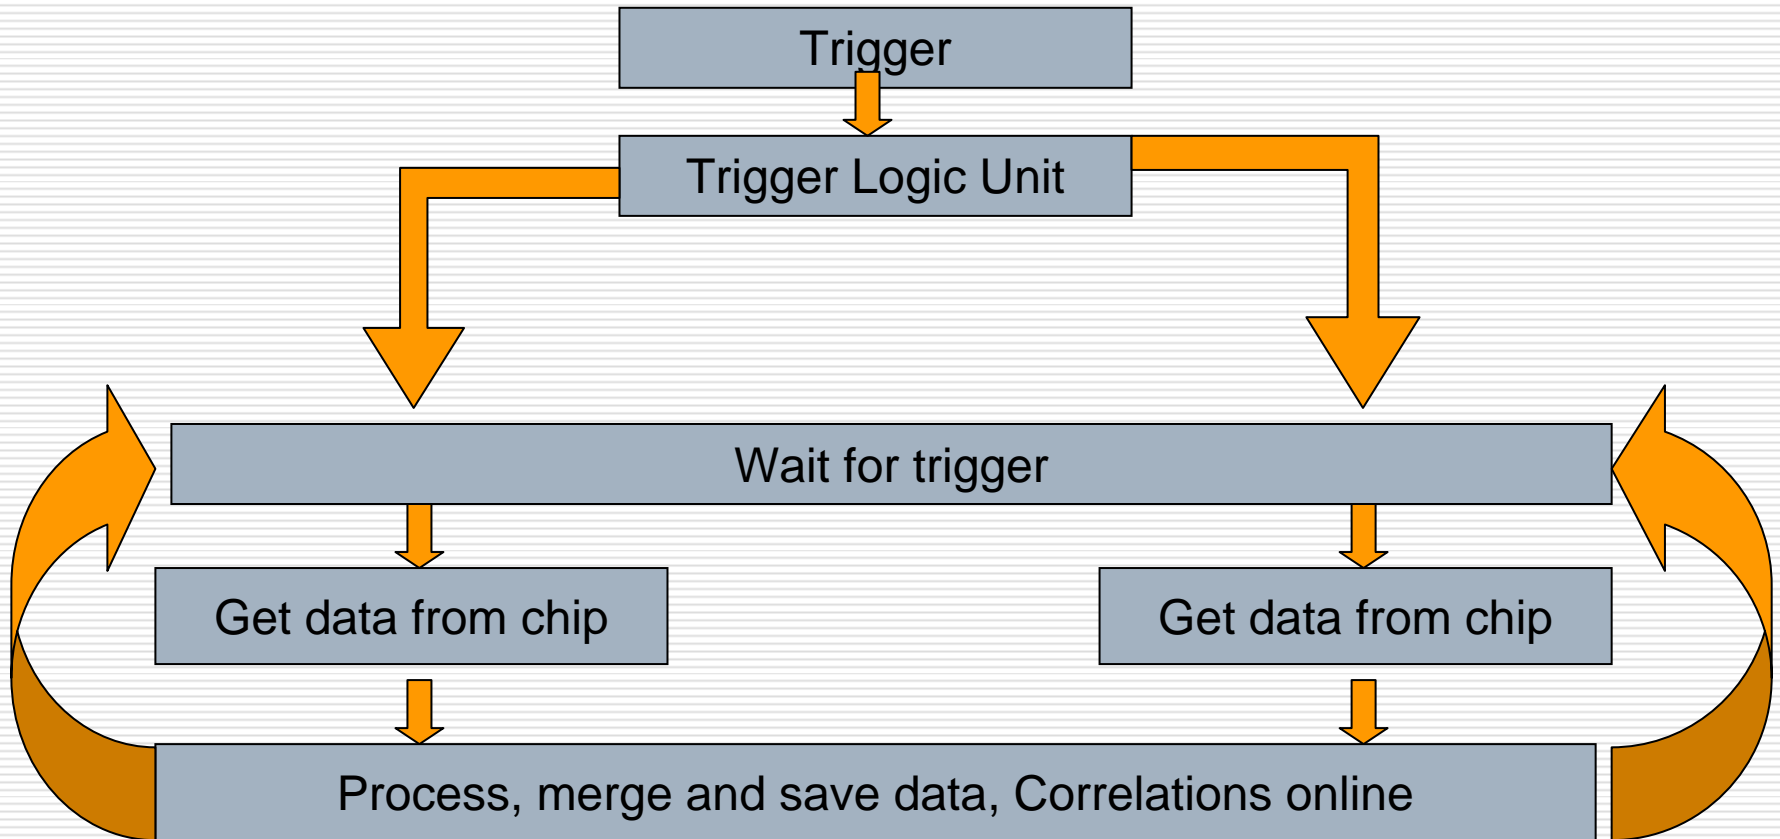 Trigger
Trigger Logic Unit
Wait for trigger
Get data from chip
Get data from chip
Process, merge and save data, Correlations online